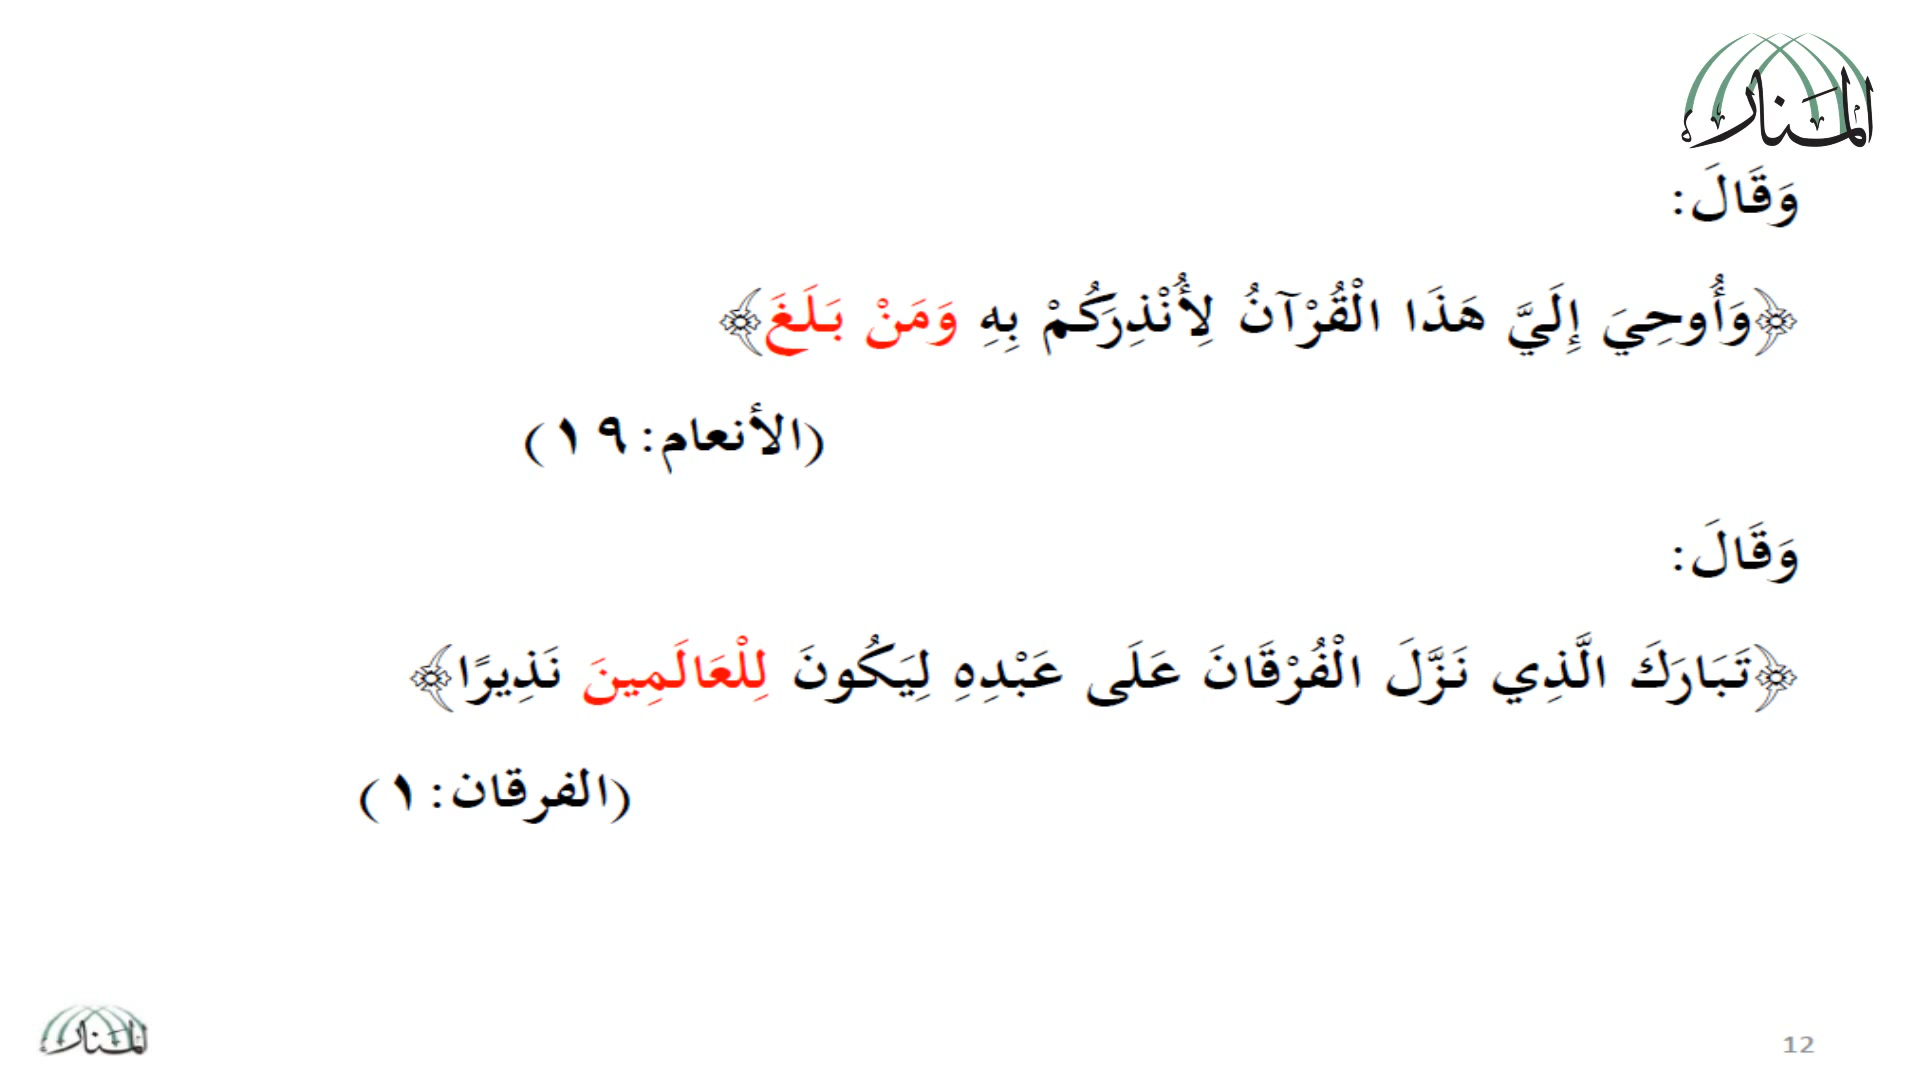 المنار
وَقَالَ:
﴿وَأُوحِيَ إِلَيَّ هَذَا الْقُرْآنُ لِأُنْذِرَكُمْ بِهِ وَمَنْ بَلَغَ﴾
(الأنعام: ١٩)
وَقَالَ:
﴿تَبَارَكَ الَّذِي نَزَّلَ الْفُرْقَانَ عَلَى عَبْدِهِ لِيَكُونَ لِلْعَالَمِينَ نَذِيرًا﴾
(الفرقان: ١)
المنار
12